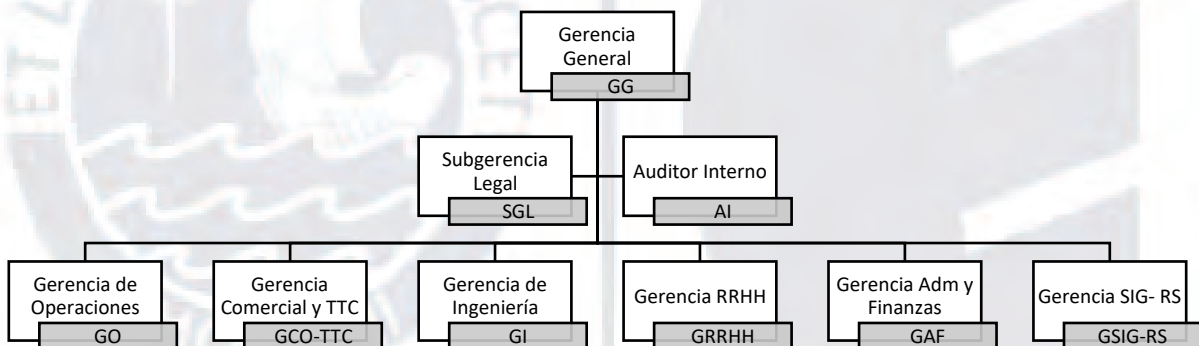 Gerencia
General
GG
Subgerencia
Legal
SGL
Auditor Interno
AI
Gerencia de
Operaciones
GO
Gerencia
Comercial y TTC
GCO-TTC
Gerencia de
Ingeniería
GI
Gerencia RRHH
GRRHH
Gerencia Adm y
Finanzas
GAF
Gerencia SIG- RS
GSIG-RS
ET